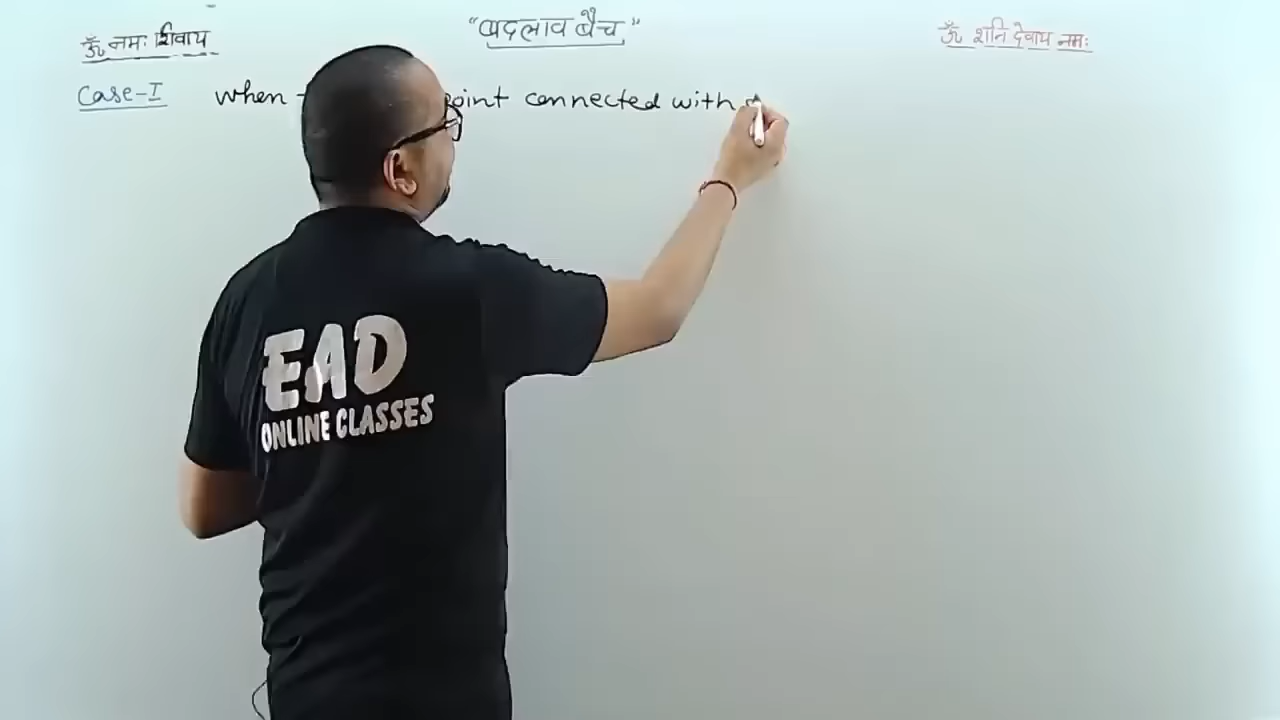 ॐ नमः शिवाय
"बदलाव बैच"
ॐ शनि देवाय नमः
Case-I when point connected with
EAD
ONLINE CLASSES